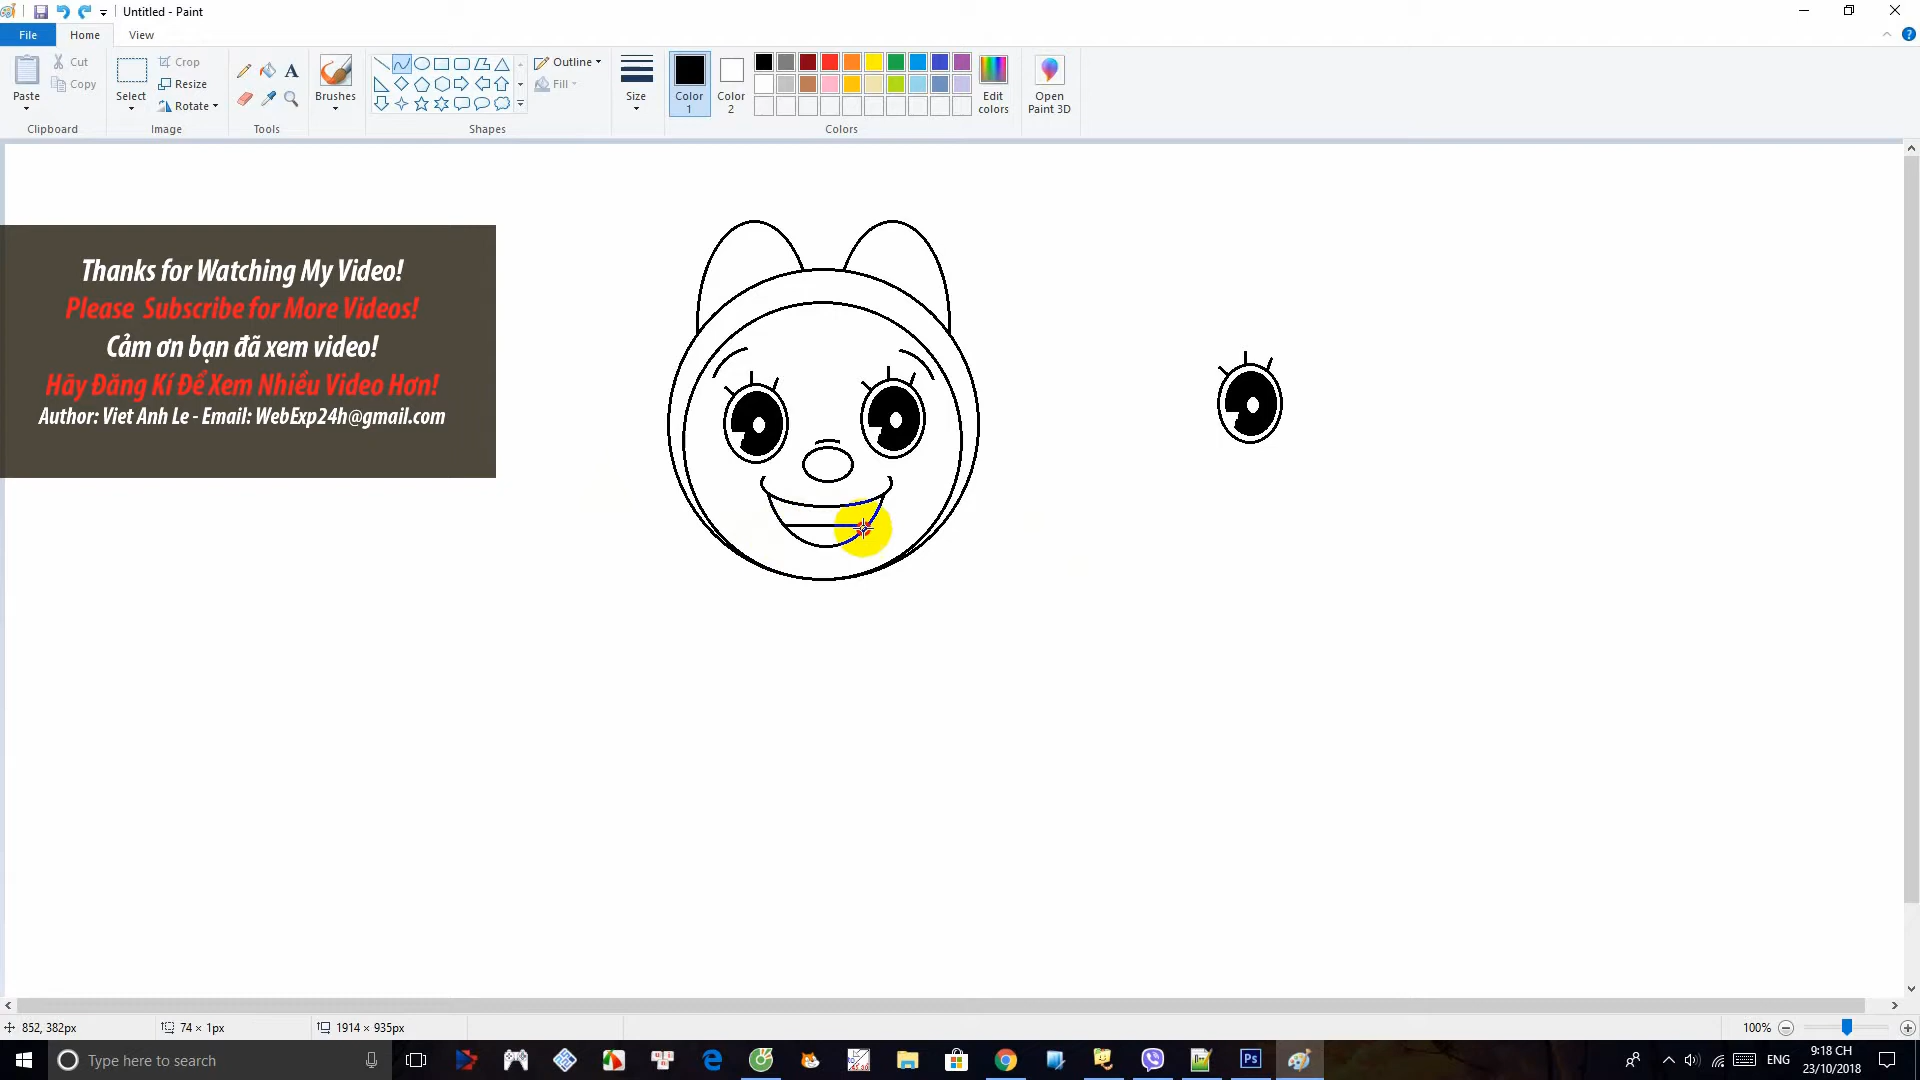 Untitled - Paint
File Home View
Paste
Cut
Copy
Clipboard
Select
Crop
Resize
Rotate
Image
A
Tools
Brushes
Outline
Fill
Shapes
Size
Color 1
Color 2
Edit colors
Colors
Open Paint 3D
Thanks for Watching My Video!
Please Subscribe for More Videos!
Cảm ơn bạn đã xem video!
Hãy Đăng Kí Để Xem Nhiều Video Hơn!
Author: Viet Anh Le - Email: WebExp24h@gmail.com
852, 382px
74 × 1px
1914 × 935px
100%
Type here to search
Ps
ENG
9:18 CH
23/10/2018